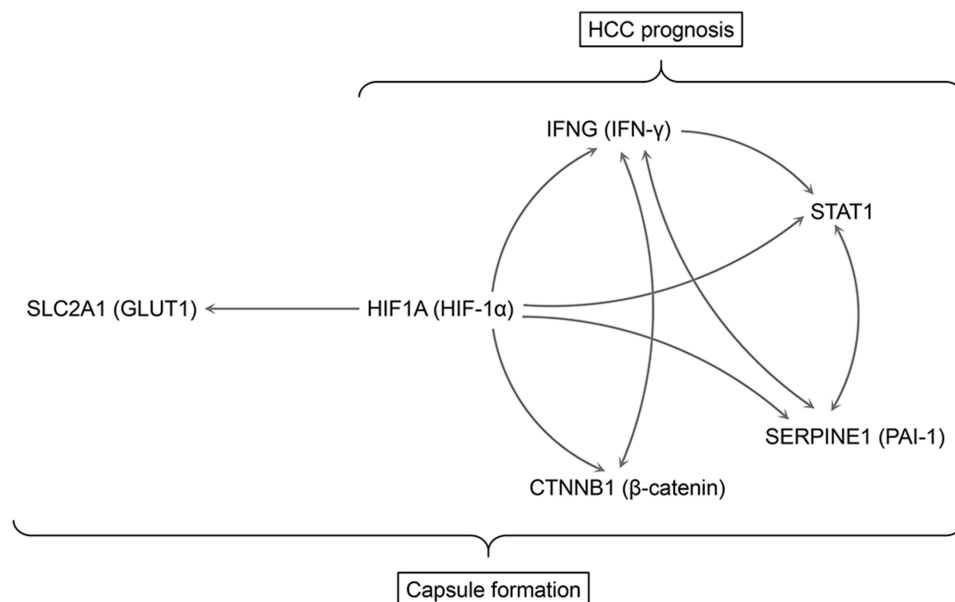 HCC prognosis
IFNG (IFN-γ)
STAT1
SLC2A1 (GLUT1)
HIF1A (HIF-1α)
SERPINE1 (PAI-1)
CTNNB1 (β-catenin)
Capsule formation